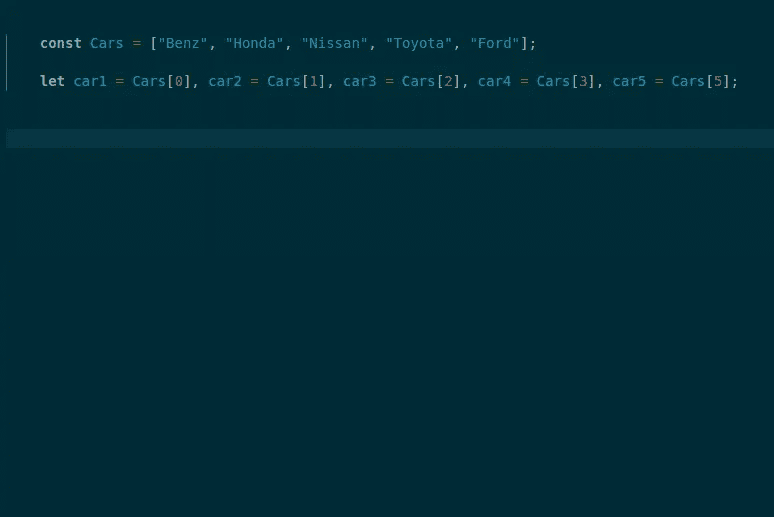 const Cars = ["Benz", "Honda", "Nissan", "Toyota", "Ford"];
let car1 = Cars[0], car2 = Cars[1], car3 = Cars[2], car4 = Cars[3], car5 = Cars[5];